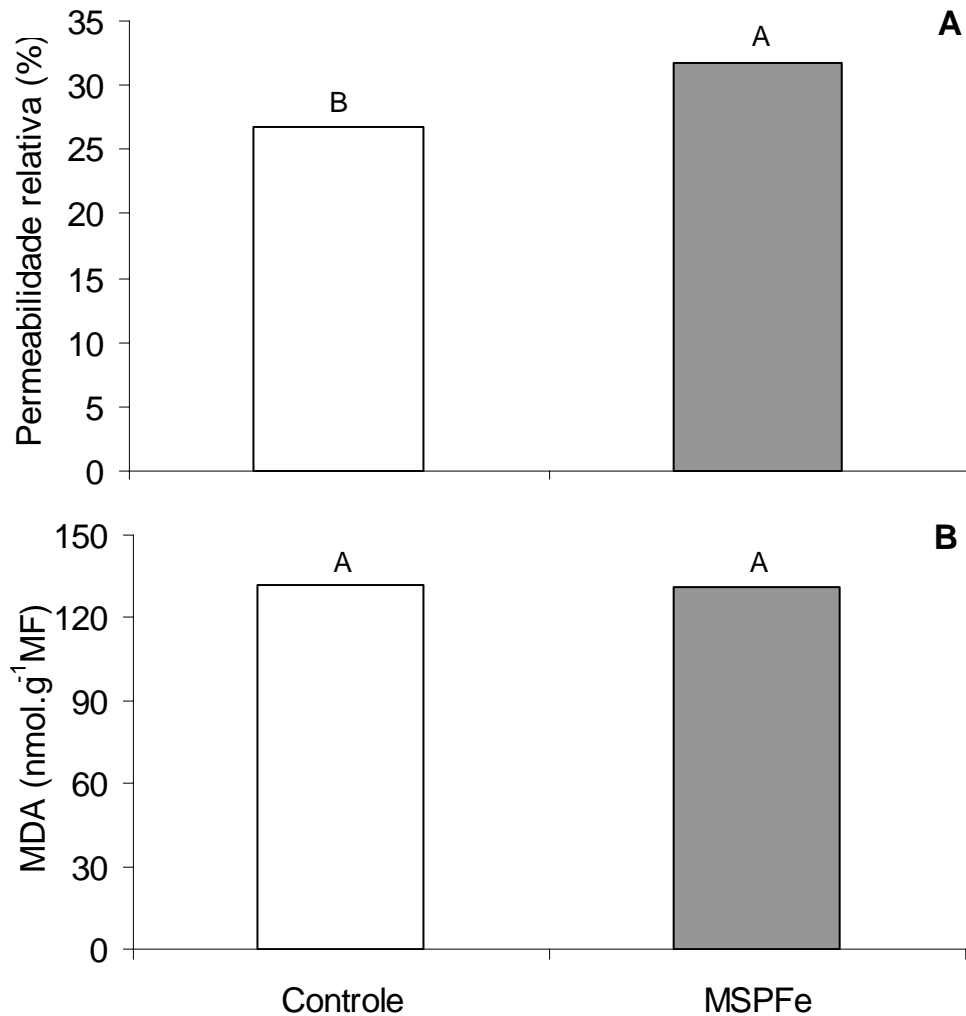 A
Permeabilidade relativa (%)
35
30
25
20
15
10
5
0
B
A
B
MDA (nmol.g⁻¹MF)
150
120
90
60
30
0
A
A
Controle
MSPFe